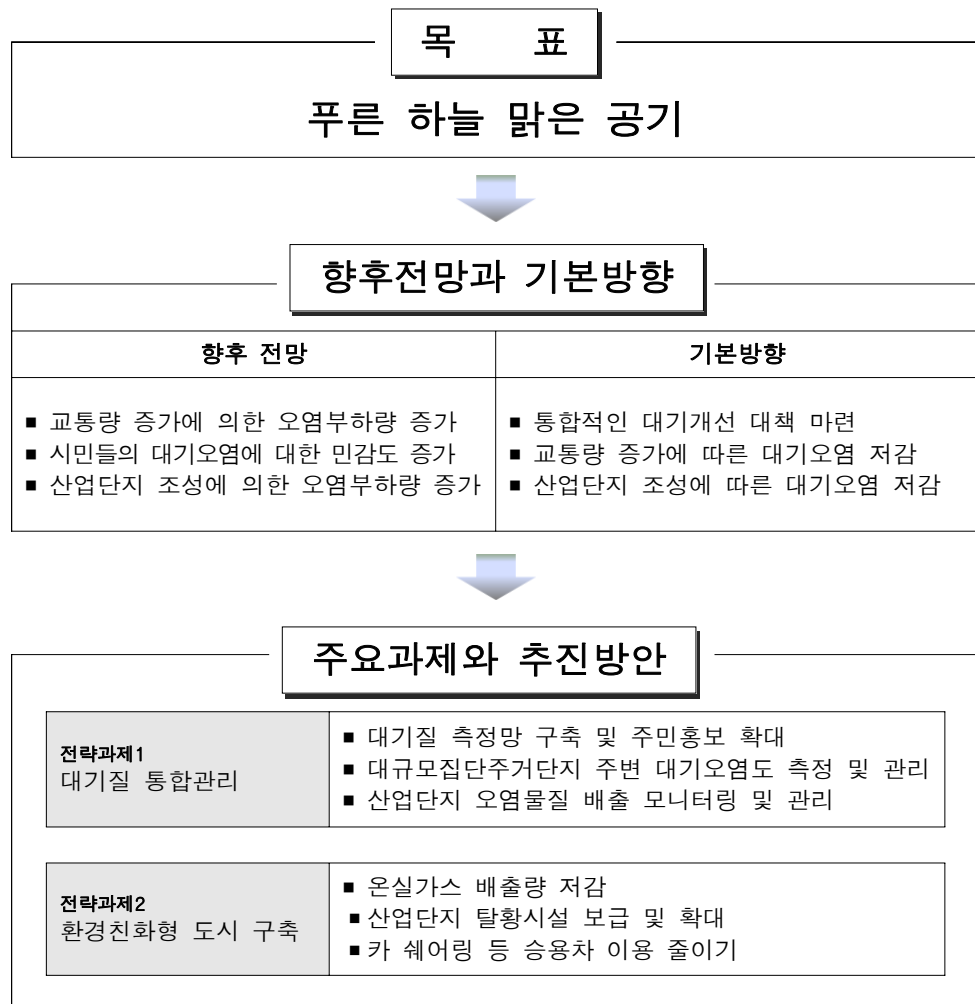 목 표
푸른 하늘 맑은 공기
향후전망과 기본방향
향후 전망
기본방향
■ 교통량 증가에 의한 오염부하량 증가
■ 시민들의 대기오염에 대한 민감도 증가
■ 산업단지 조성에 의한 오염부하량 증가
■ 통합적인 대기개선 대책 마련
■ 교통량 증가에 따른 대기오염 저감
■ 산업단지 조성에 따른 대기오염 저감
주요과제와 추진방안
전략과제1
대기질 통합관리
■ 대기질 측정망 구축 및 주민홍보 확대
■ 대규모집단주거단지 주변 대기오염도 측정 및 관리
■ 산업단지 오염물질 배출 모니터링 및 관리
전략과제2
환경친화형 도시 구축
■ 온실가스 배출량 저감
■ 산업단지 탈황시설 보급 및 확대
■ 카 쉐어링 등 승용차 이용 줄이기